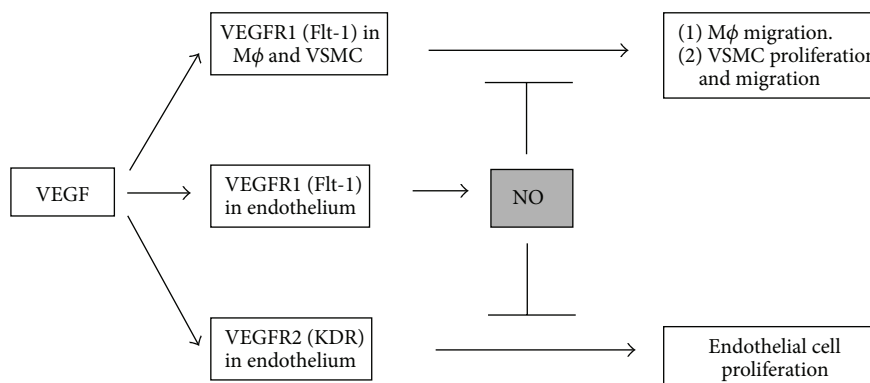 VEGFR1 (Flt-1) in
Mϕ and VSMC
(1) Mϕ migration.
(2) VSMC proliferation
and migration
VEGF
VEGFR1 (Flt-1)
in endothelium
NO
VEGFR2 (KDR)
in endothelium
Endothelial cell
proliferation